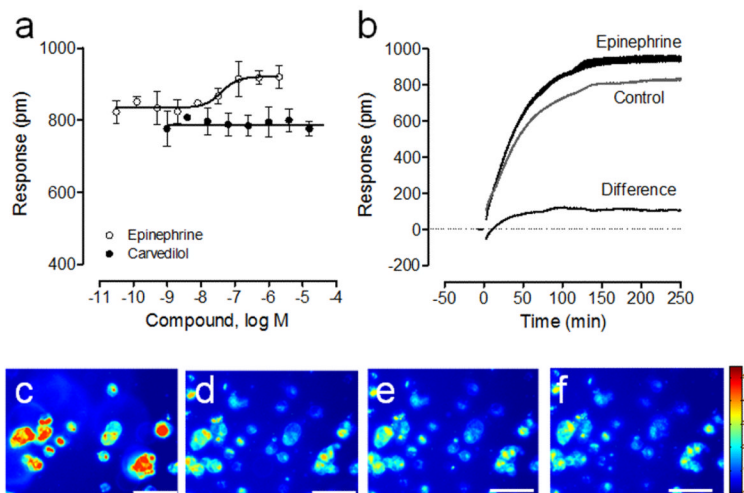 a
1000
800
600
400
Response (pm)
Epinephrine
Carvedilol
-11 -10 -9 -8 -7 -6 -5 -4
Compound, log M
b
1000
800
600
400
200
0
-200
Response (pm)
Epinephrine
Control
Difference
-50 0 50 100 150 200 250
Time (min)
c d e f